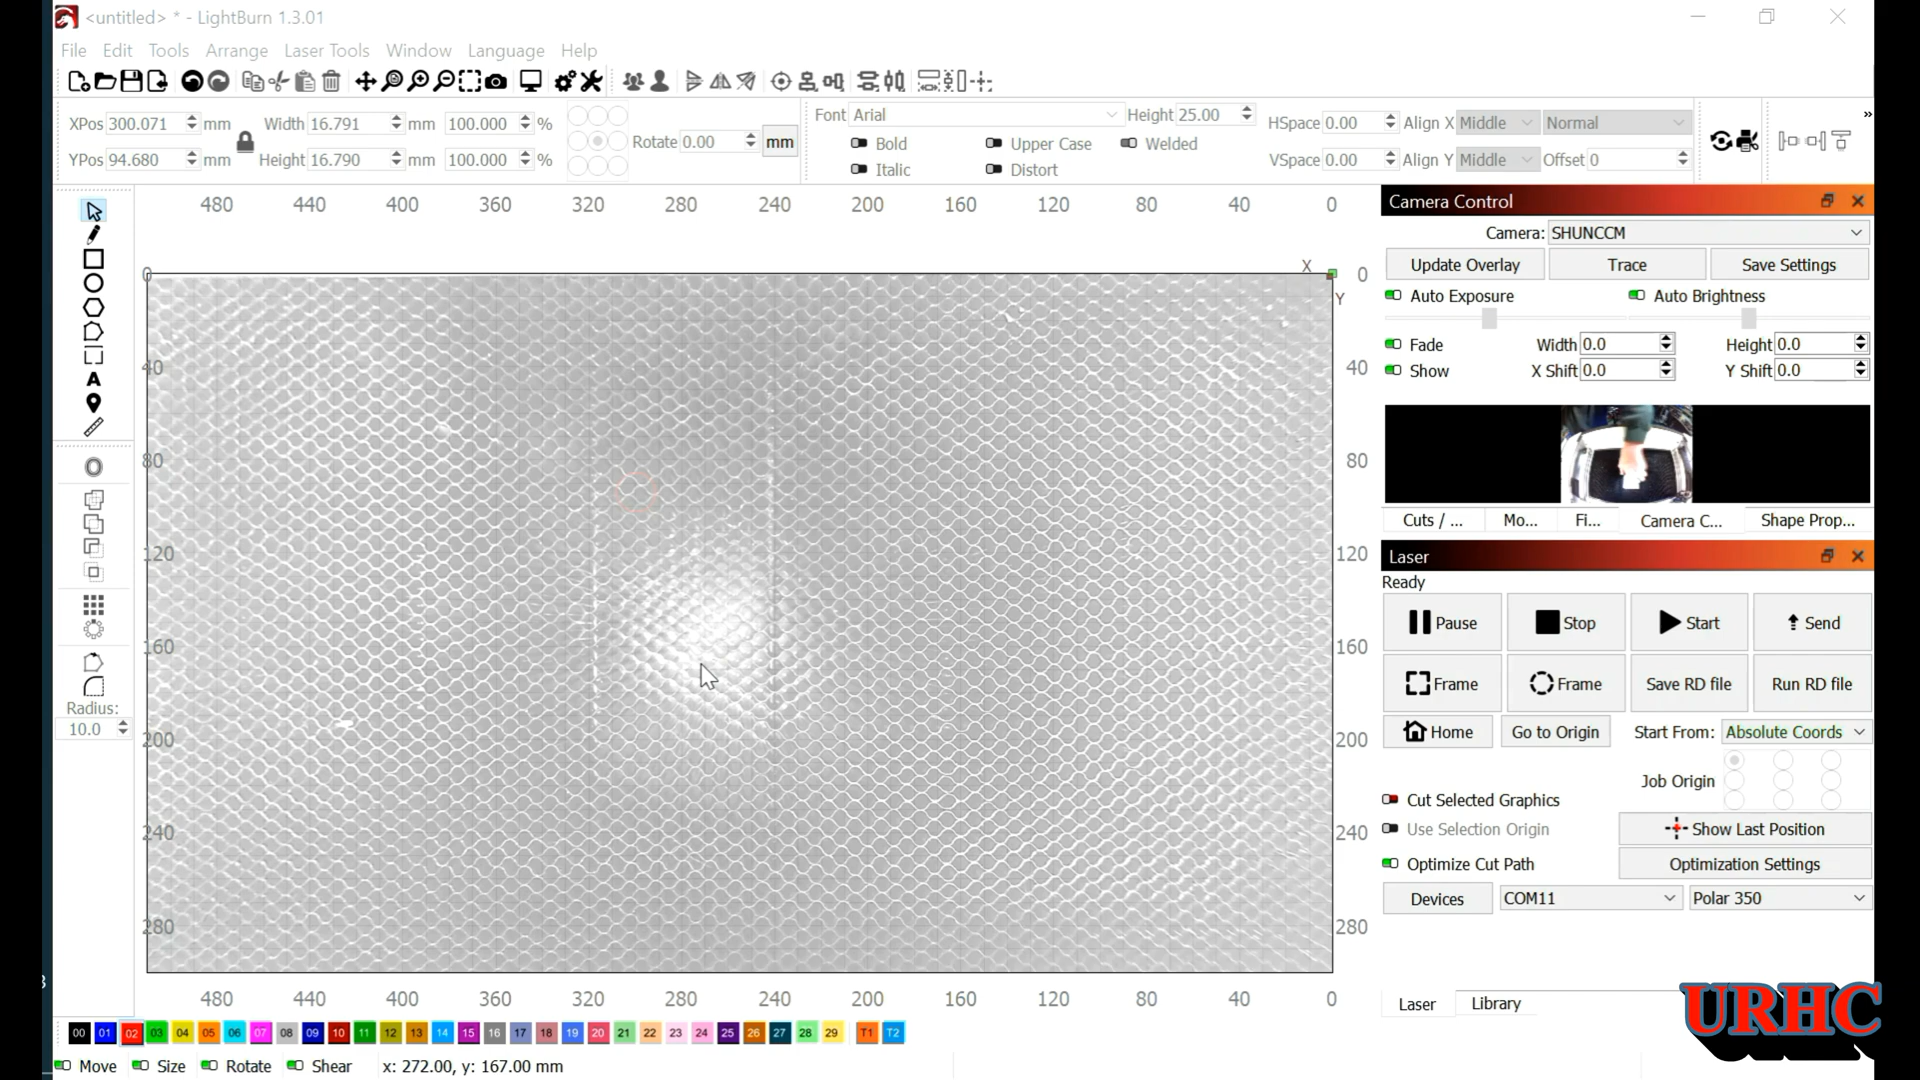 <untitled> * - LightBurn 1.3.01
File Edit Tools Arrange Laser Tools Window Language Help
XPos 300.071 mm Width 16.791 mm 100.000 %
YPos 94.680 mm Height 16.790 mm 100.000 %
Rotate 0.00 mm
Font Arial Height 25.00
Bold Upper Case Welded
Italic Distort
HSpace 0.00 Align X Middle Normal
VSpace 0.00 Align Y Middle Offset 0
»
480 440 400 360 320 280 240 200 160 120 80 40 0
X
Y
0 0
40 40
80 80
120 120
160 160
200 200
240 240
280 280
480 440 400 360 320 280 240 200 160 120 80 40 0
A
Radius:
10.0
Camera Control
Camera: SHUNCCM
Update Overlay Trace Save Settings
Auto Exposure Auto Brightness
Fade Width 0.0 Height 0.0
Show X Shift 0.0 Y Shift 0.0
Cuts / ... Mo... Fi... Camera C... Shape Prop...
Laser
Ready
Pause Stop Start Send
Frame Frame Save RD file Run RD file
Home Go to Origin Start From: Absolute Coords
Job Origin
Cut Selected Graphics
Use Selection Origin Show Last Position
Optimize Cut Path Optimization Settings
Devices COM11 Polar 350
Laser Library
URHC
00 01 02 03 04 05 06 07 08 09 10 11 12 13 14 15 16 17 18 19 20 21 22 23 24 25 26 27 28 29 T1 T2
Move Size Rotate Shear x: 272.00, y: 167.00 mm